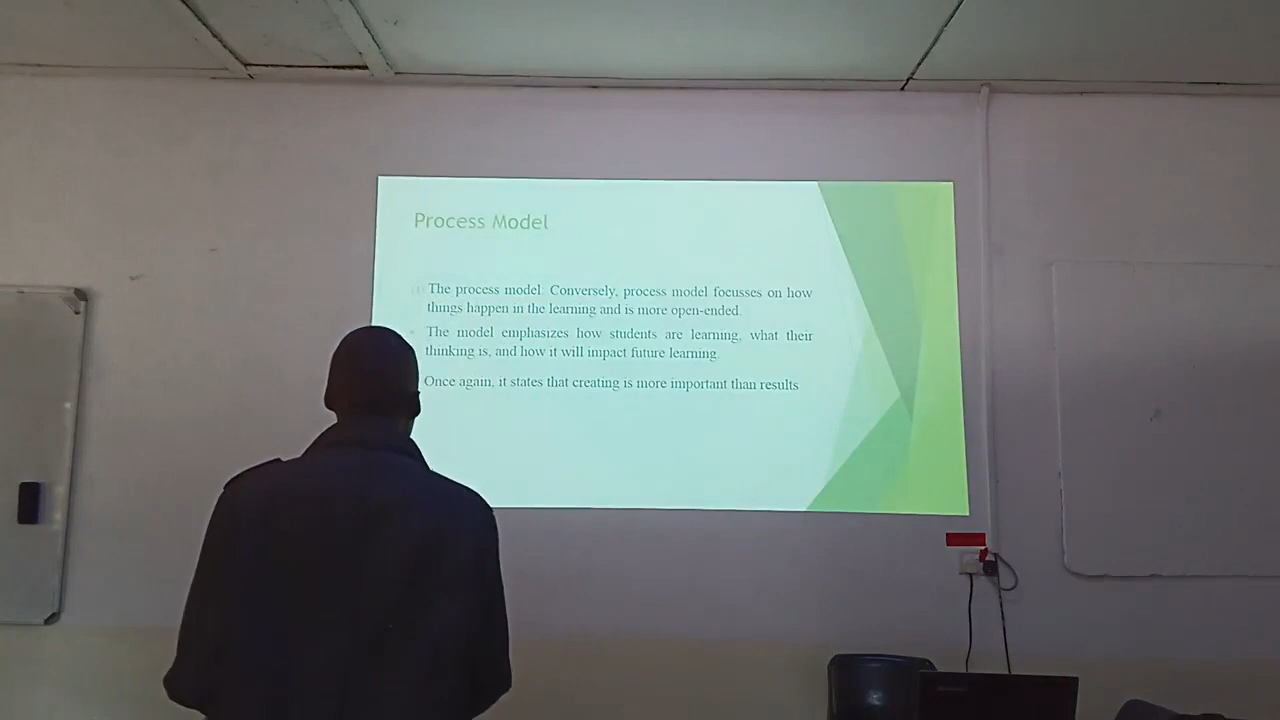 Process Model
The process model. Conversely, process model focusses on how
things happen in the learning and is more open-ended.
The model emphasizes how students are learning, what their
thinking is, and how it will impact future learning.
Once again, it states that creating is more important than results